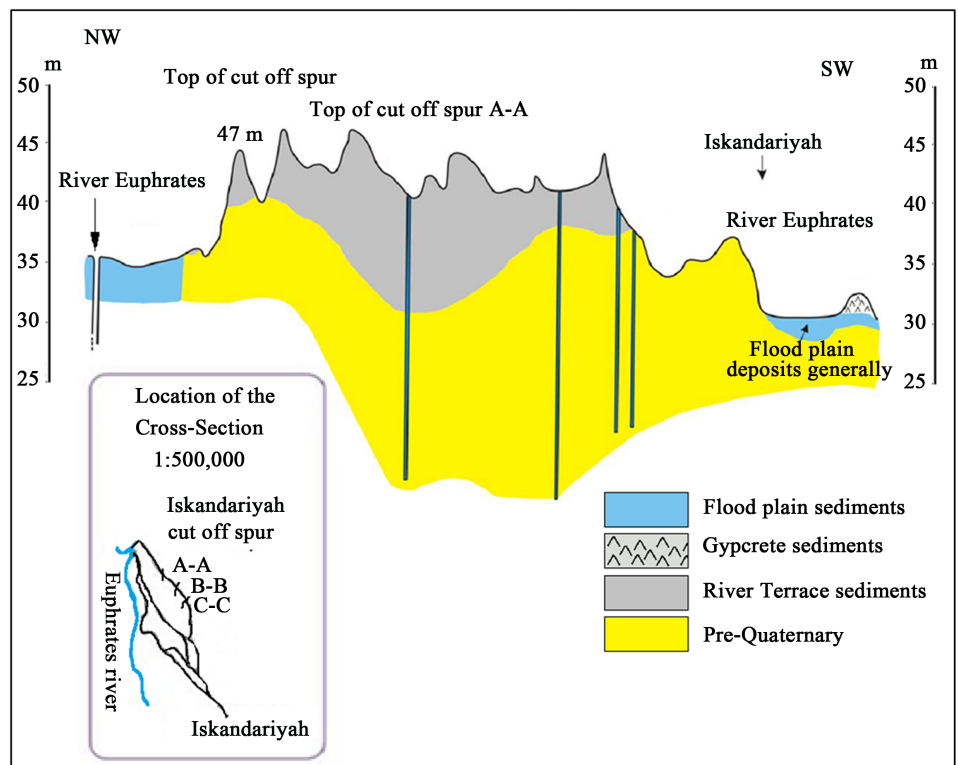 NW
m
50
45
40
35
30
25
Top of cut off spur
Top of cut off spur A-A
47 m
River Euphrates
SW
m
50
45
40
35
30
25
Iskandariyah
River Euphrates
Flood plain
deposits generally
Location of the
Cross-Section
1:500,000
Iskandariyah
cut off spur
A-A
B-B
C-C
Euphrates river
Iskandariyah
Flood plain sediments
Gypcrete sediments
River Terrace sediments
Pre-Quaternary